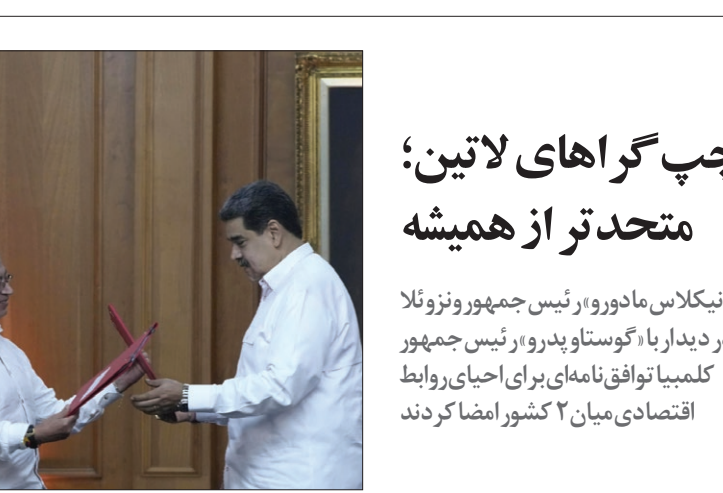 چپ گراهای لاتین؛
متحدتر از همیشه
نیکلاس مادورو» رئیس جمهور ونزوئلا
در دیدار با «گوستاو پدرو» رئیس جمهور
کلمبیا توافق‌نامه‌ای برای احیای روابط
اقتصادی میان ۲ کشور امضا کردند